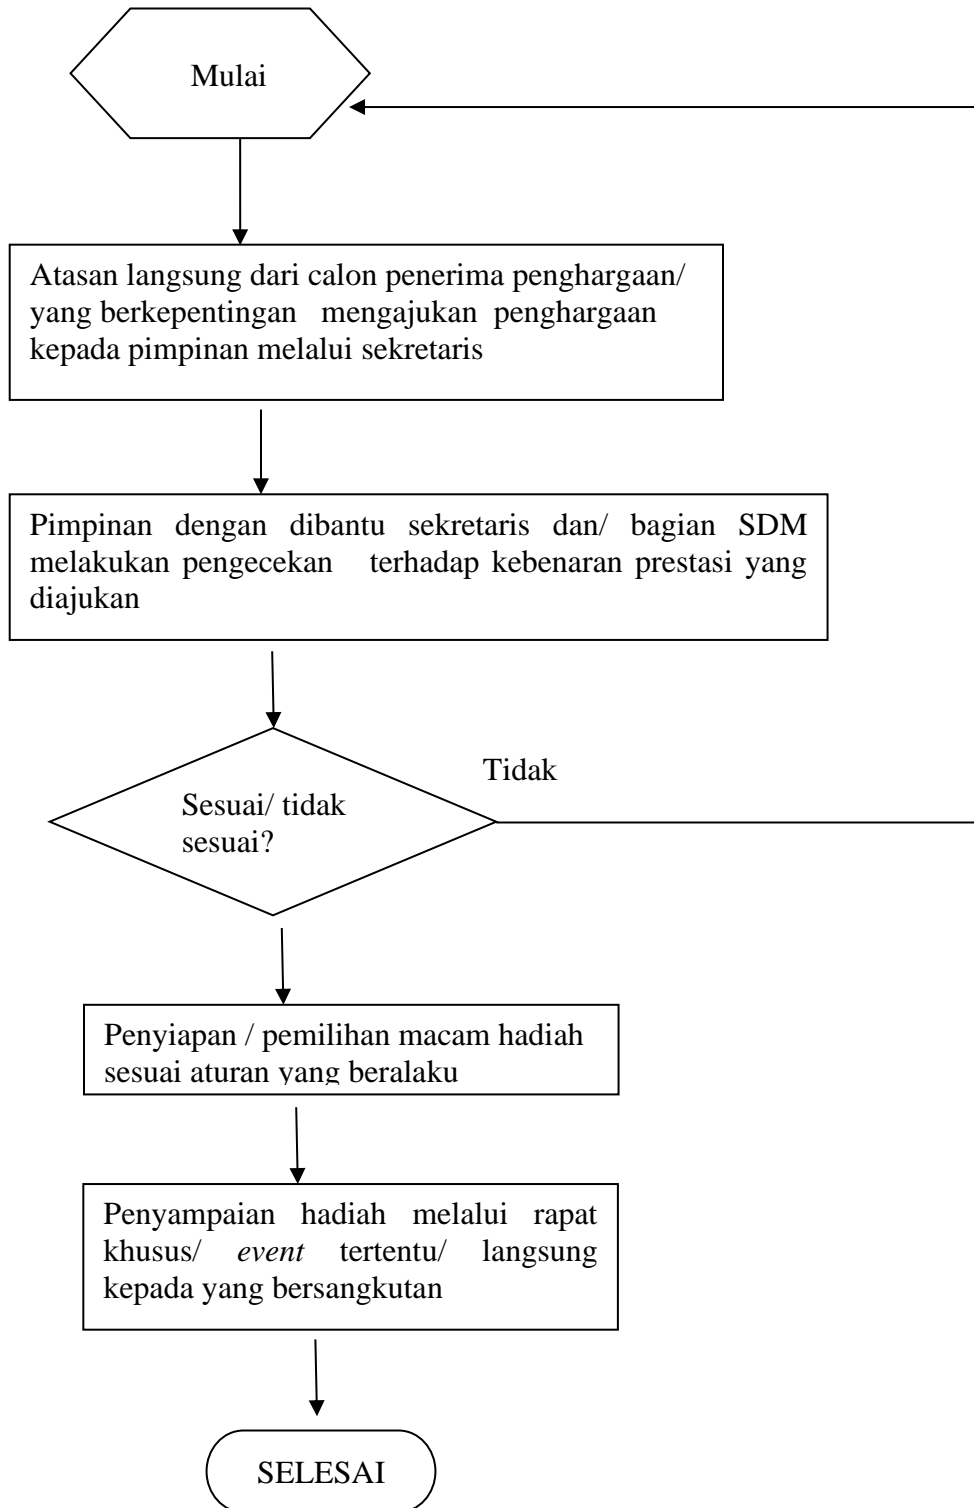 Mulai
Atasan langsung dari calon penerima penghargaan/
yang berkepentingan mengajukan penghargaan
kepada pimpinan melalui sekretaris
Pimpinan dengan dibantu sekretaris dan/ bagian SDM
melakukan pengecekan terhadap kebenaran prestasi yang
diajukan
Tidak
Sesuai/ tidak
sesuai?
Penyiapan / pemilihan macam hadiah
sesuai aturan yang beralaku
Penyampaian hadiah melalui rapat
khusus/ event tertentu/ langsung
kepada yang bersangkutan
SELESAI